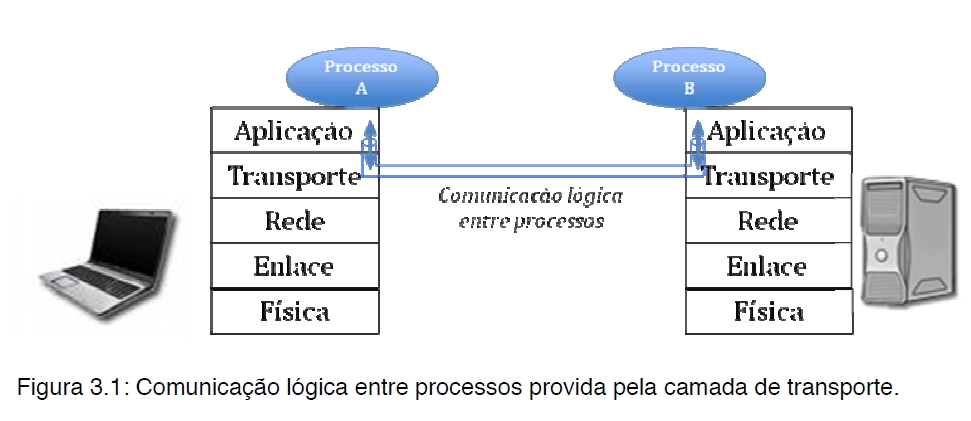 Processo
A
Processo
B
Aplicação
Transporte
Rede
Enlace
Física
Comunicação lógica
entre processos
Aplicação
Transporte
Rede
Enlace
Física
Figura 3.1: Comunicação lógica entre processos provida pela camada de transporte.